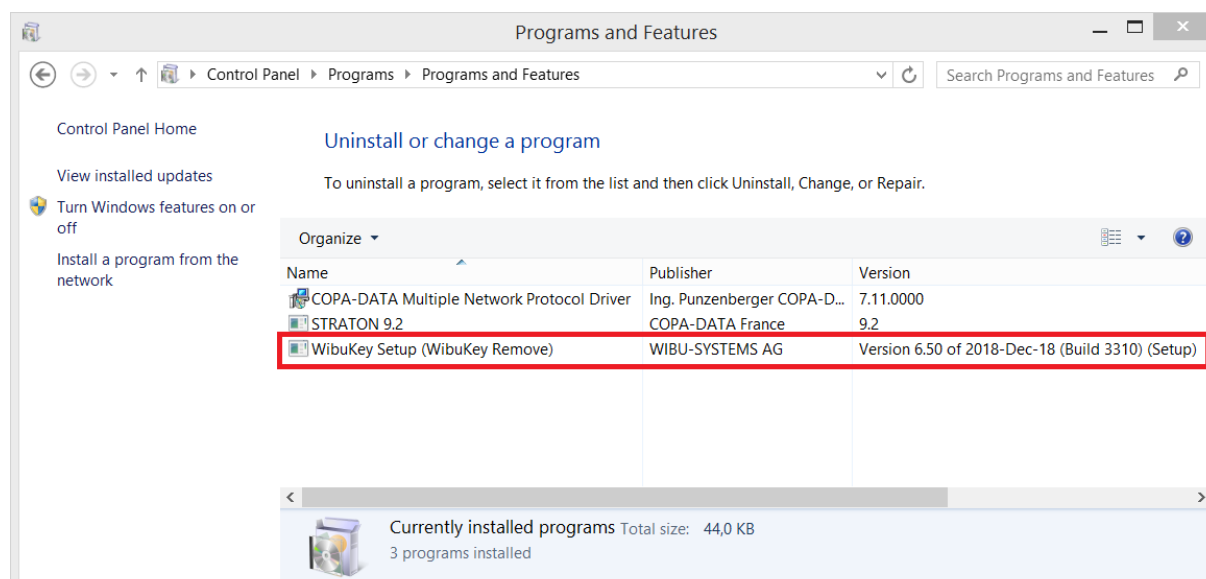 Programs and Features
Control Panel Programs Programs and Features
Search Programs and Features
Control Panel Home
View installed updates
Turn Windows features on or
off
Install a program from the
network
Uninstall or change a program
To uninstall a program, select it from the list and then click Uninstall, Change, or Repair.
Organize
Name Publisher Version
COPA-DATA Multiple Network Protocol Driver Ing. Punzenberger COPA-D... 7.11.0000
STRATON 9.2 COPA-DATA France 9.2
WibuKey Setup (WibuKey Remove) WIBU-SYSTEMS AG Version 6.50 of 2018-Dec-18 (Build 3310) (Setup)
Currently installed programs Total size: 44,0 KB
3 programs installed